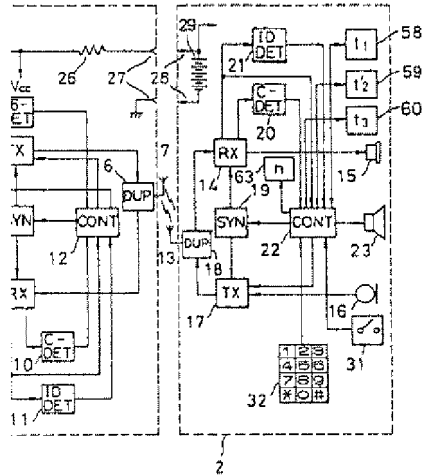 29
58
ID
DET
t1
21
59
t'2
26
27
28
C-
DET
60
VCC
t3
20
-DET
7
RX
63
14
15
TX
6
h
19
DUP
SYN
CONT
SYN
CONT
12
13
DUP
22
23
18
RX
TX
16
17
C-
DET
10
1 2 3
4 5 6
7 8 9
* 0 #
31
ID
DET
11
32
2